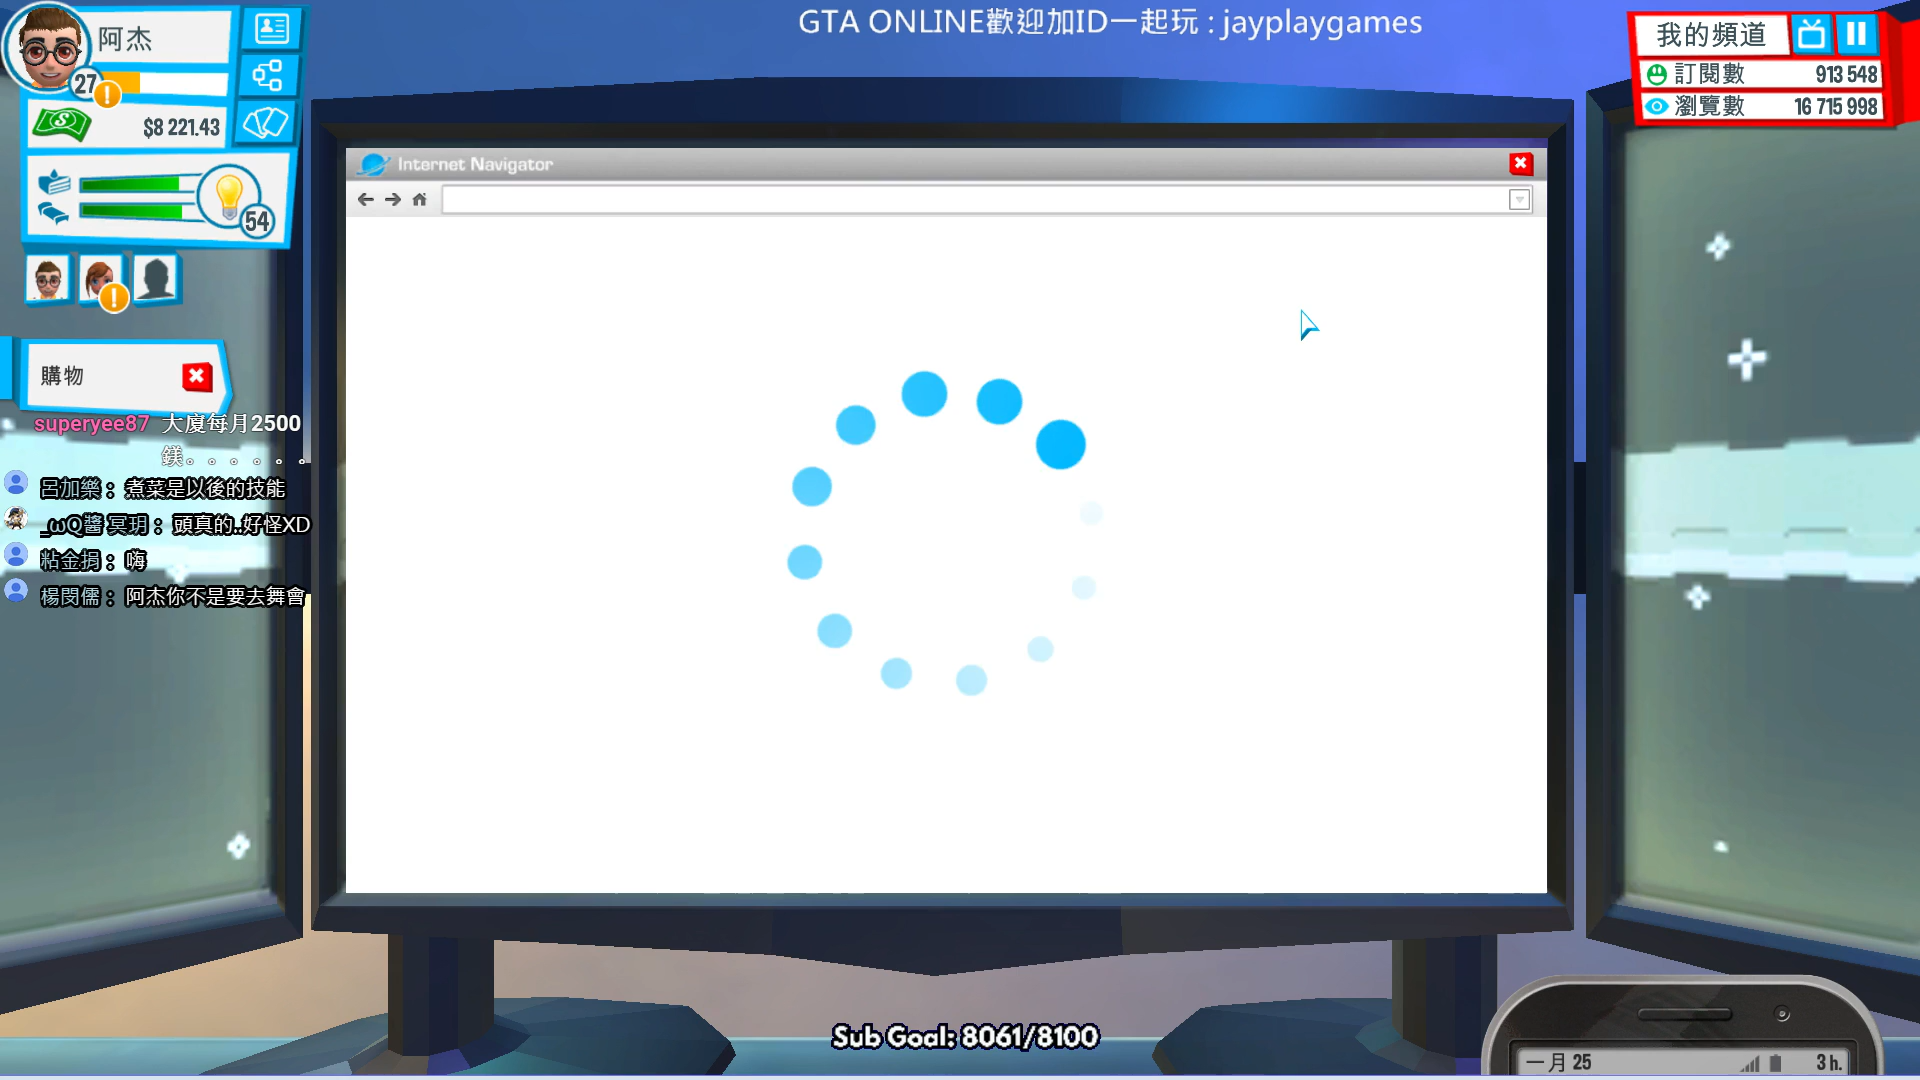 GTA ONLINE歡迎加ID一起玩 : jayplaygames
阿杰
27
$8 221.43
54
我的頻道
訂閱數 913 548
瀏覽數 16 715 998
Internet Navigator
購物
superyee87 大廈每月2500
鎂。。。。。。
呂加樂： 煮菜是以後的技能
_ωQ醬 冥玥： 頭真的..好怪XD
粘金捐： 嗨
楊閔儒： 阿杰你不是要去舞會
Sub Goal: 8061/8100
一月 25 3 h.